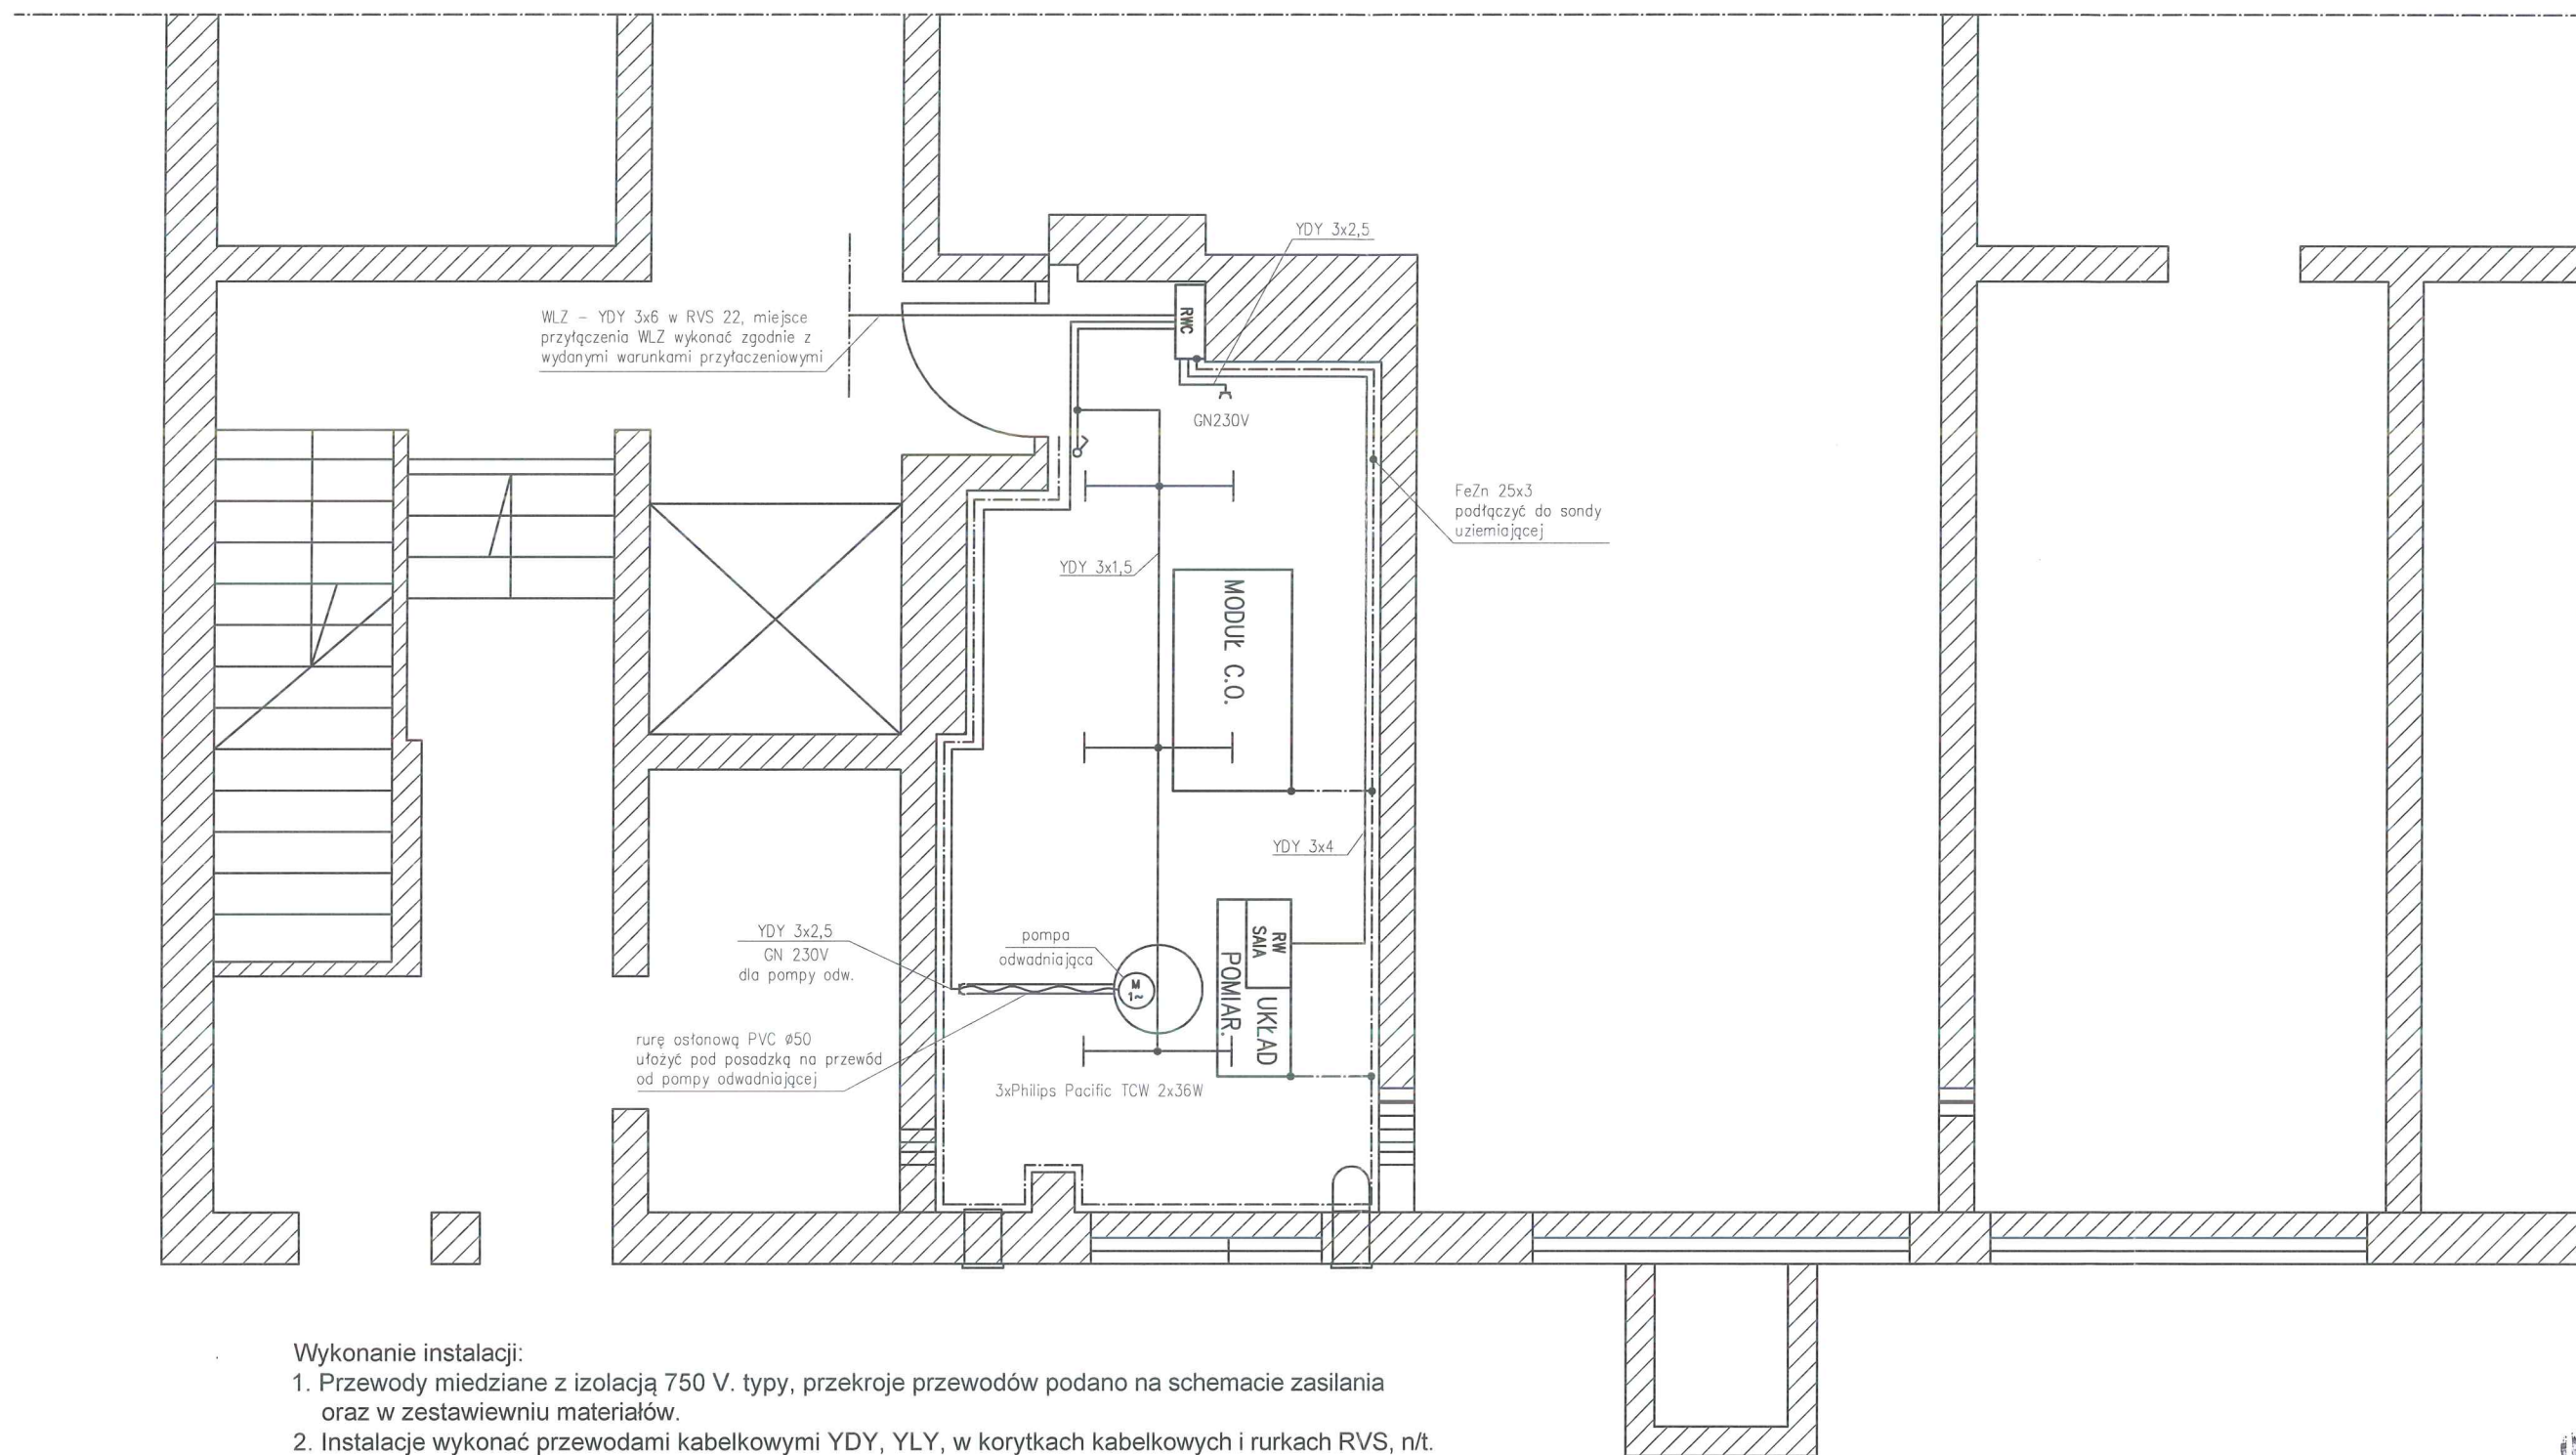 YDY 3x2,5
WLZ – YDY 3x6 w RVS 22, miejsce
przyłączenia WLZ wykonać zgodnie z
wydanymi warunkami przyłaczeniowymi
RWC
GN230V
FeZn 25x3
podłączyć do sondy
uziemiającej
YDY 3x1,5
MODUŁ C.O.
YDY 3x4
YDY 3x2,5
GN 230V
dla pompy odw.
pompa
odwadniająca
M
1~
RW
SAIA
UKŁAD
POMIAR.
rurę osłonową PVC ø50
ułożyć pod posadzką na przewód
od pompy odwadniającej
3xPhilips Pacific TCW 2x36W
Wykonanie instalacji:
1. Przewody miedziane z izolacją 750 V. typy, przekroje przewodów podano na schemacie zasilania
oraz w zestawiewniu materiałów.
2. Instalacje wykonać przewodami kabelkowymi YDY, YLY, w korytkach kabelkowych i rurkach RVS, n/t.